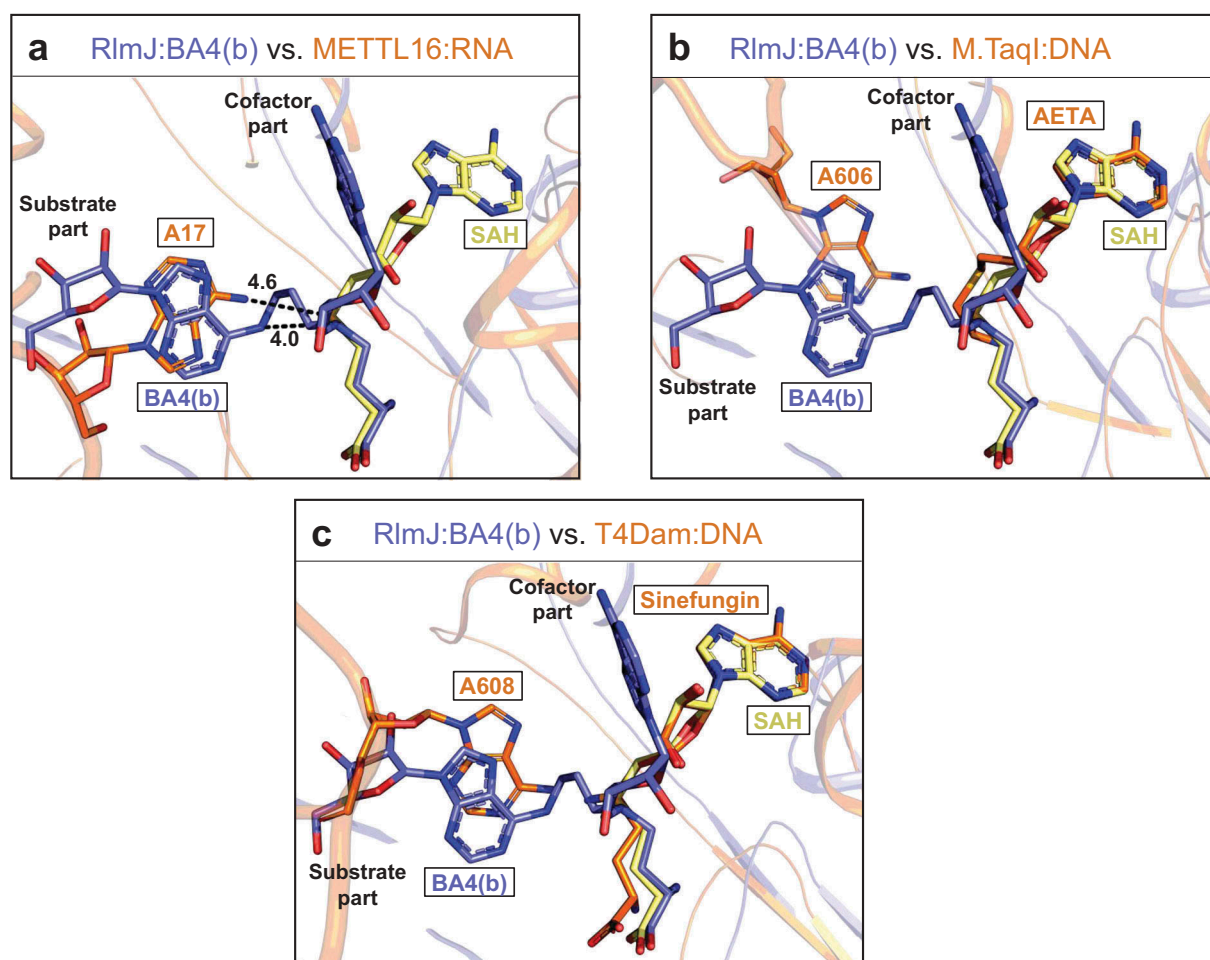 a RlmJ:BA4(b) vs. METTL16:RNA
Cofactor
part
Substrate
part
A17
SAH
4.6
4.0
BA4(b)
b RlmJ:BA4(b) vs. M.TaqI:DNA
Cofactor
part
AETA
A606
SAH
Substrate
part
BA4(b)
c RlmJ:BA4(b) vs. T4Dam:DNA
Cofactor
part
Sinefungin
A608
SAH
Substrate
part
BA4(b)